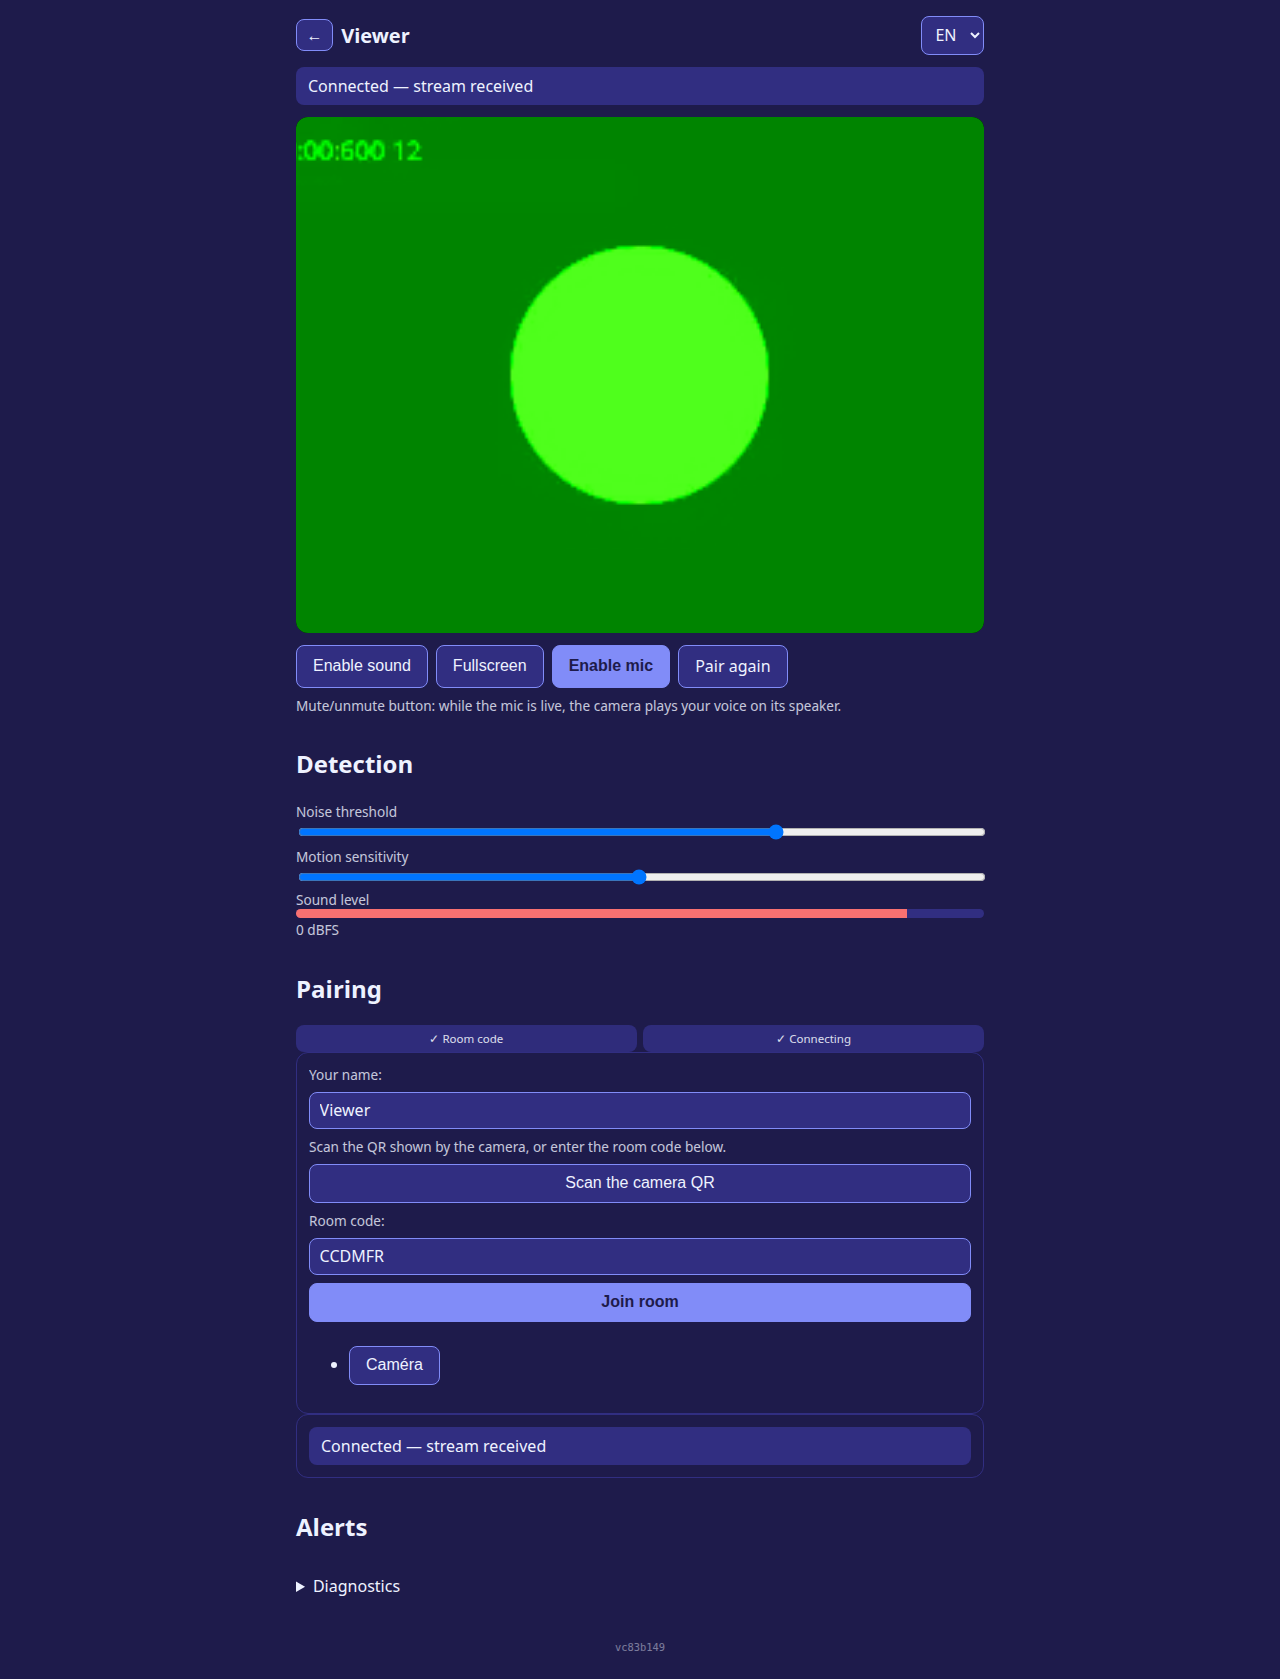 ← Viewer EN
Connected — stream received
:00:600 12
Enable sound Fullscreen Enable mic Pair again
Mute/unmute button: while the mic is live, the camera plays your voice on its speaker.
Detection
Noise threshold
Motion sensitivity
Sound level
0 dBFS
Pairing
✓ Room code ✓ Connecting
Your name:
Viewer
Scan the QR shown by the camera, or enter the room code below.
Scan the camera QR
Room code:
CCDMFR
Join room
• Caméra
Connected — stream received
Alerts
▶ Diagnostics
vc83b149